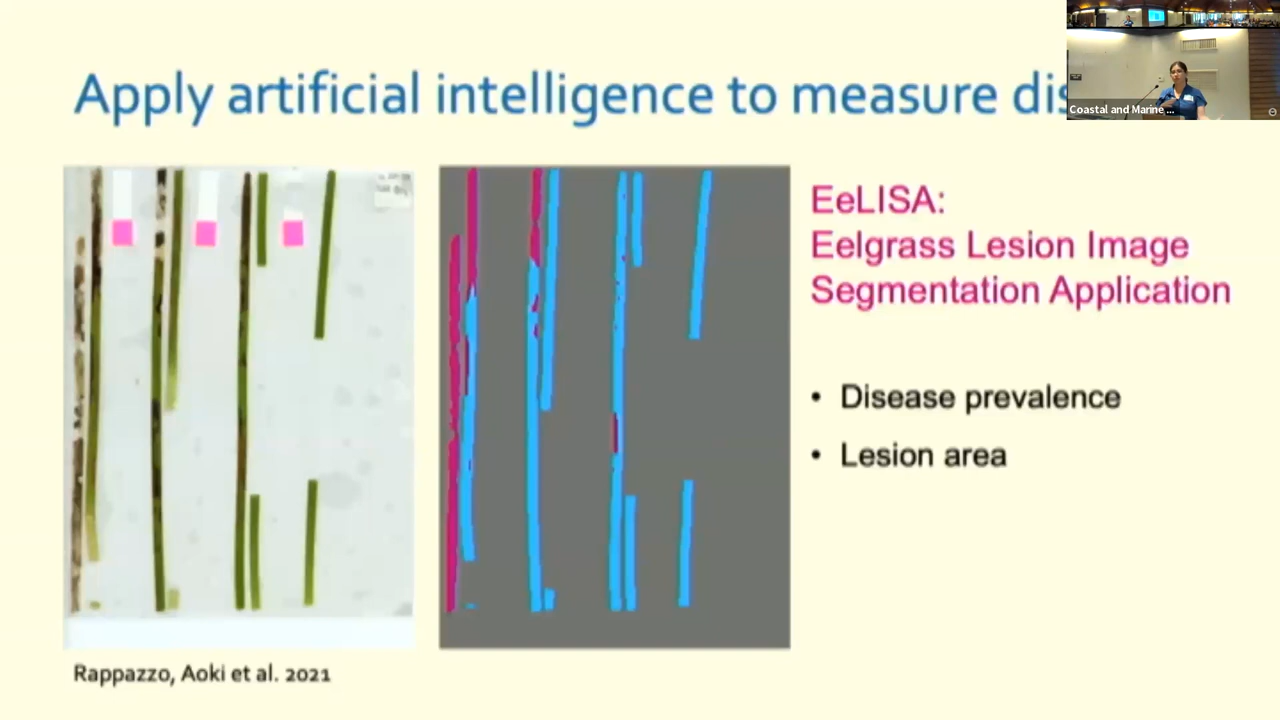 Apply artificial intelligence to measure dis
Coastal and Marine ...
EeLISA:
Eelgrass Lesion Image
Segmentation Application
• Disease prevalence
• Lesion area
Rappazzo, Aoki et al. 2021